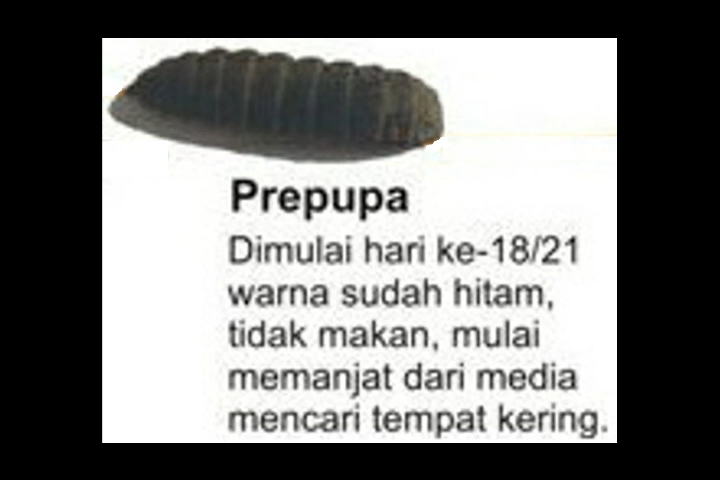 Prepupa
Dimulai hari ke-18/21
warna sudah hitam,
tidak makan, mulai
memanjat dari media
mencari tempat kering.